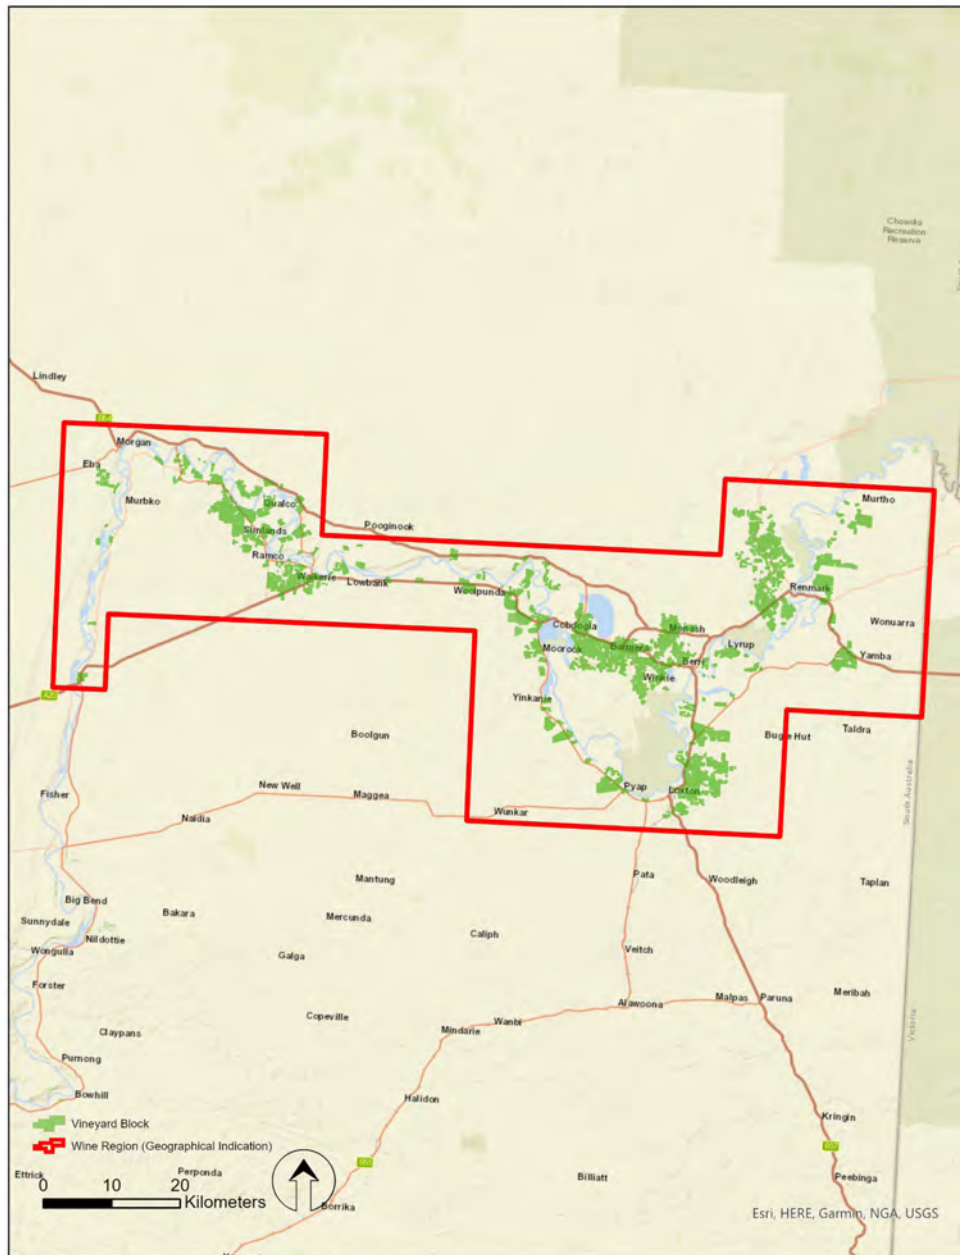 Chowilla
Recreation
Reserve
Lindley
Morgan
Eba
Murbko
Qualco
Sunlands
Ramco
Waikerie
Lowbank
Pooginook
Woolpunda
Cobdogla
Moorook
Barmera
Monash
Berri
Winkie
Lyrup
Renmark
Murtho
Wonuarra
Yamba
Yinkanie
Boolgun
Bugle Hut
Taldra
A20
Fisher
New Well
Maggea
Naidia
Wunkar
Pyap
Loxton
South Australia
Pata
Woodleigh
Taplan
Mantung
Big Bend
Bakara
Mercunda
Sunnydale
Caliph
Nildottie
Wongulla
Galga
Veitch
Forster
Meribah
Malpas
Paruna
Alawoona
Copeville
Wanbi
Mindarie
Claypans
Victoria
Purnong
Bowhill
Halidon
Kringin
Vineyard Block
Wine Region (Geographical Indication)
Ettrick
Perponda
Billiatt
Peebinga
0 10 20
Kilometers
Borrika
Esri, HERE, Garmin, NGA, USGS